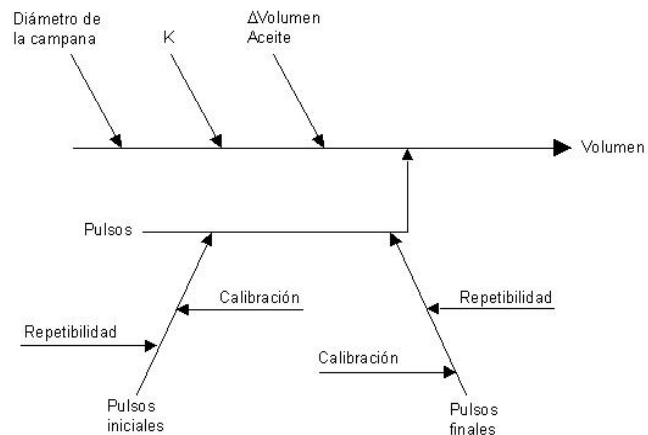 Diámetro de
la campana
K
ΔVolumen
Aceite
Volumen
Pulsos
Calibración
Repetibilidad
Repetibilidad
Calibración
Pulsos
iniciales
Pulsos
finales